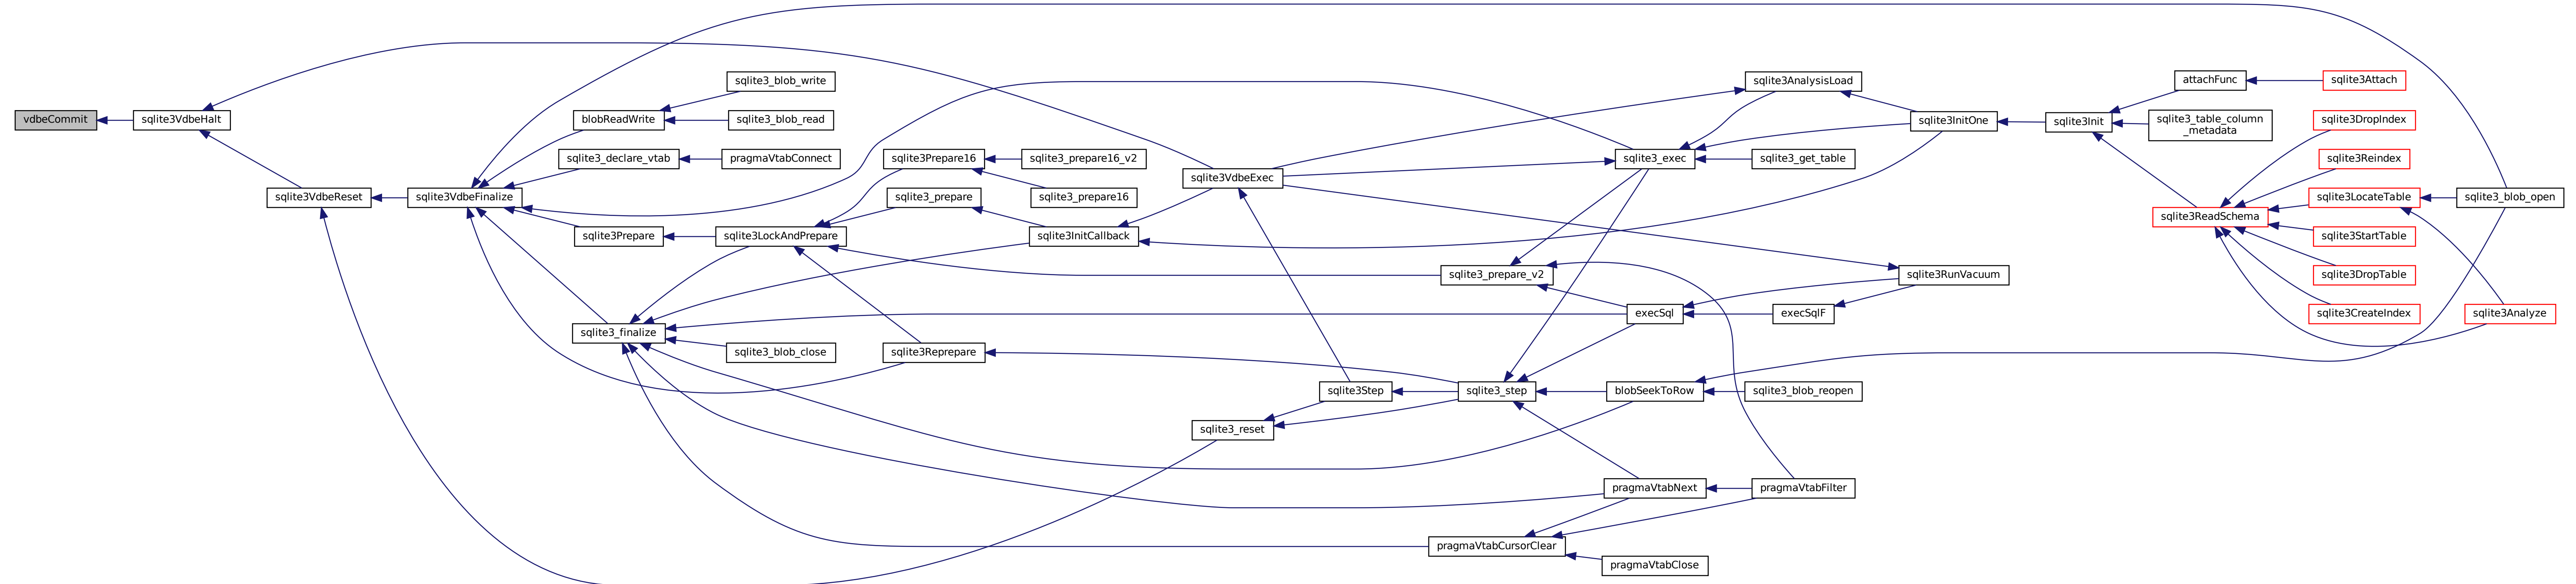 vdbeCommit
sqlite3VdbeHalt
sqlite3VdbeReset
sqlite3VdbeFinalize
blobReadWrite
sqlite3_declare_vtab
sqlite3Prepare
sqlite3_finalize
sqlite3_blob_write
sqlite3_blob_read
pragmaVtabConnect
sqlite3LockAndPrepare
sqlite3_blob_close
sqlite3Prepare16
sqlite3_prepare
sqlite3Reprepare
sqlite3_prepare16_v2
sqlite3_prepare16
sqlite3InitCallback
sqlite3VdbeExec
sqlite3Step
sqlite3_reset
sqlite3_prepare_v2
sqlite3_step
pragmaVtabCursorClear
sqlite3_exec
execSql
blobSeekToRow
pragmaVtabNext
pragmaVtabClose
sqlite3AnalysisLoad
sqlite3_get_table
execSqlF
sqlite3_blob_reopen
pragmaVtabFilter
sqlite3InitOne
sqlite3RunVacuum
sqlite3Init
attachFunc
sqlite3_table_column
_metadata
sqlite3ReadSchema
sqlite3Attach
sqlite3DropIndex
sqlite3Reindex
sqlite3LocateTable
sqlite3StartTable
sqlite3DropTable
sqlite3CreateIndex
sqlite3_blob_open
sqlite3Analyze